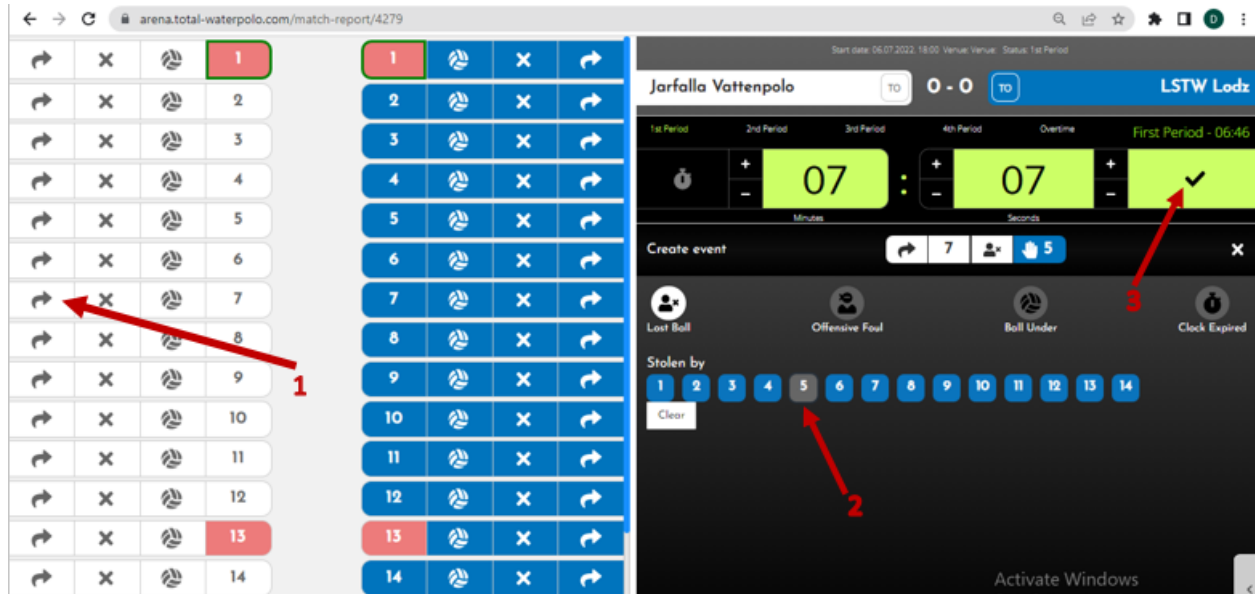 arena.total-waterpolo.com/match-report/4279
D
1 1
2 2
3 3
4 4
5 5
6 6
7 7
8 8
9 9
10 10
11 11
12 12
13 13
14 14
1
Start date: 06.07.2022, 18:00 Venue: Venue: Status: 1st Period
Jarfalla Vattenpolo TO 0 - 0 TO LSTW Lodz
1st Period 2nd Period 3rd Period 4th Period Overtime First Period - 06:46
+ 07 : + 07 +
- - -
Minutes Seconds
Create event 7 5
3
Lost Ball Offensive Foul Ball Under Clock Expired
Stolen by
1 2 3 4 5 6 7 8 9 10 11 12 13 14
Clear
2
Activate Windows